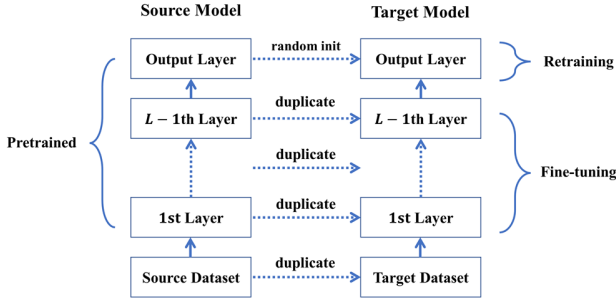 Source Model
Target Model
Output Layer
random init
Output Layer
Retraining
L − 1th Layer
duplicate
L − 1th Layer
Pretrained
duplicate
Fine-tuning
1st Layer
duplicate
1st Layer
Source Dataset
duplicate
Target Dataset